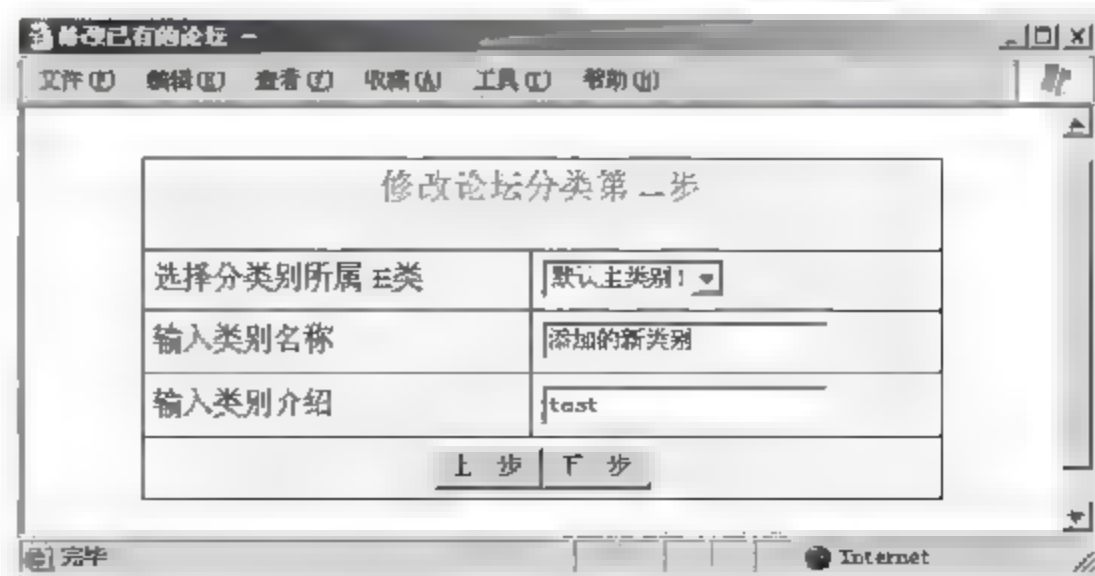 修改已有的论坛 -
文件(F) 编辑(E) 查看(V) 收藏(A) 工具(T) 帮助(H)
修改论坛分类第二步
选择分类别所属主类 默认主类别1
输入类别名称 添加的新类别
输入类别介绍 test
上一步 下一步
完毕 Internet